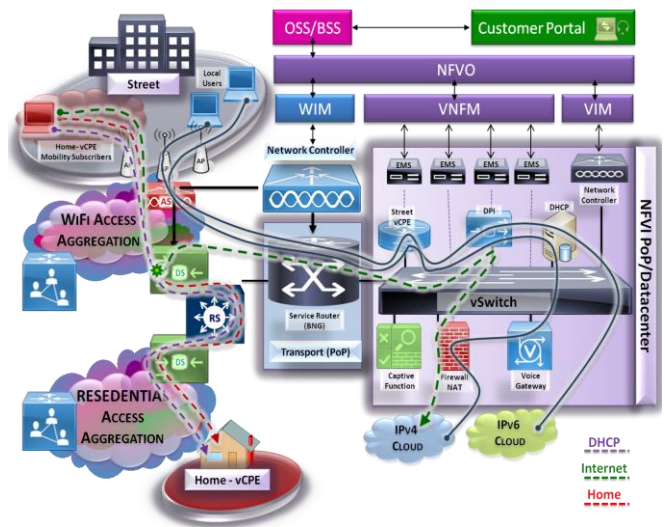 OSS/BSS
Customer Portal
NFVO
WIM
VNFM
VIM
Street
Local
Users
Home-vCPE
Mobility Subscribers
AP
AP
Network Controller
EMS
EMS
EMS
EMS
Network
Controller
AS
WIFI ACCESS
AGGREGATION
Street
vCPE
DPI
DHCP
DS
Service Router
(BNG)
Transport (PoP)
vSwitch
NFVI PoP/Datacenter
RS
DS
Captive
Function
Firewall
NAT
Voice
Gateway
RESEDENTIAL
ACCESS
AGGREGATION
IPV4
CLOUD
IPV6
CLOUD
Home - vCPE
DHCP
Internet
Home